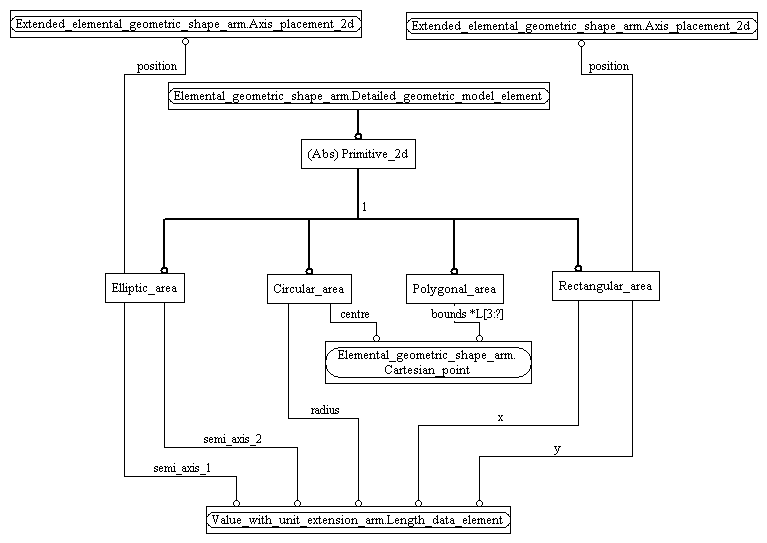 Extended_elemental_geometric_shape_arm.Axis_placement_2d
Extended_elemental_geometric_shape_arm.Axis_placement_2d
position
position
Elemental_geometric_shape_arm.Detailed_geometric_model_element
(Abs) Primitive_2d
1
Elliptic_area
Circular_area
Polygonal_area
Rectangular_area
centre
bounds *L[3:?]
Elemental_geometric_shape_arm.
Cartesian_point
radius
x
semi_axis_2
y
semi_axis_1
Value_with_unit_extension_arm.Length_data_element